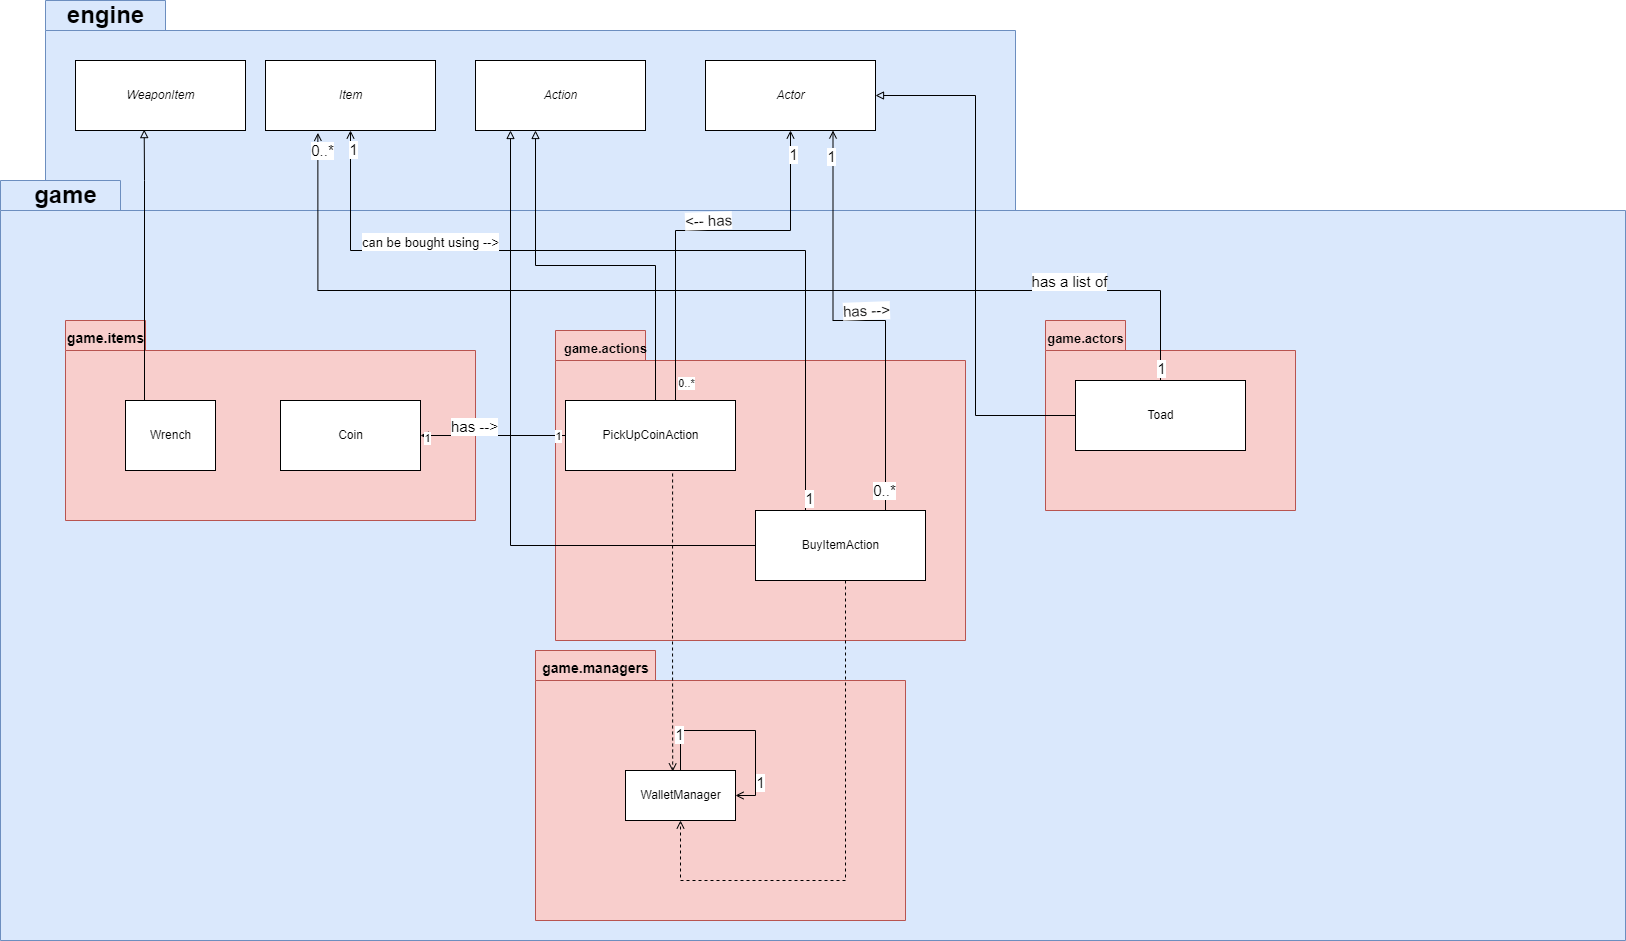 engine
WeaponItem
Item
Action
Actor
0..*
1
1
1
game
<-- has
can be bought using -->
has a list of
has -->
game.items
game.actions
game.actors
1
0..*
Wrench
Coin
1
has -->
1
PickUpCoinAction
Toad
1
0..*
BuyItemAction
game.managers
1
1
WalletManager